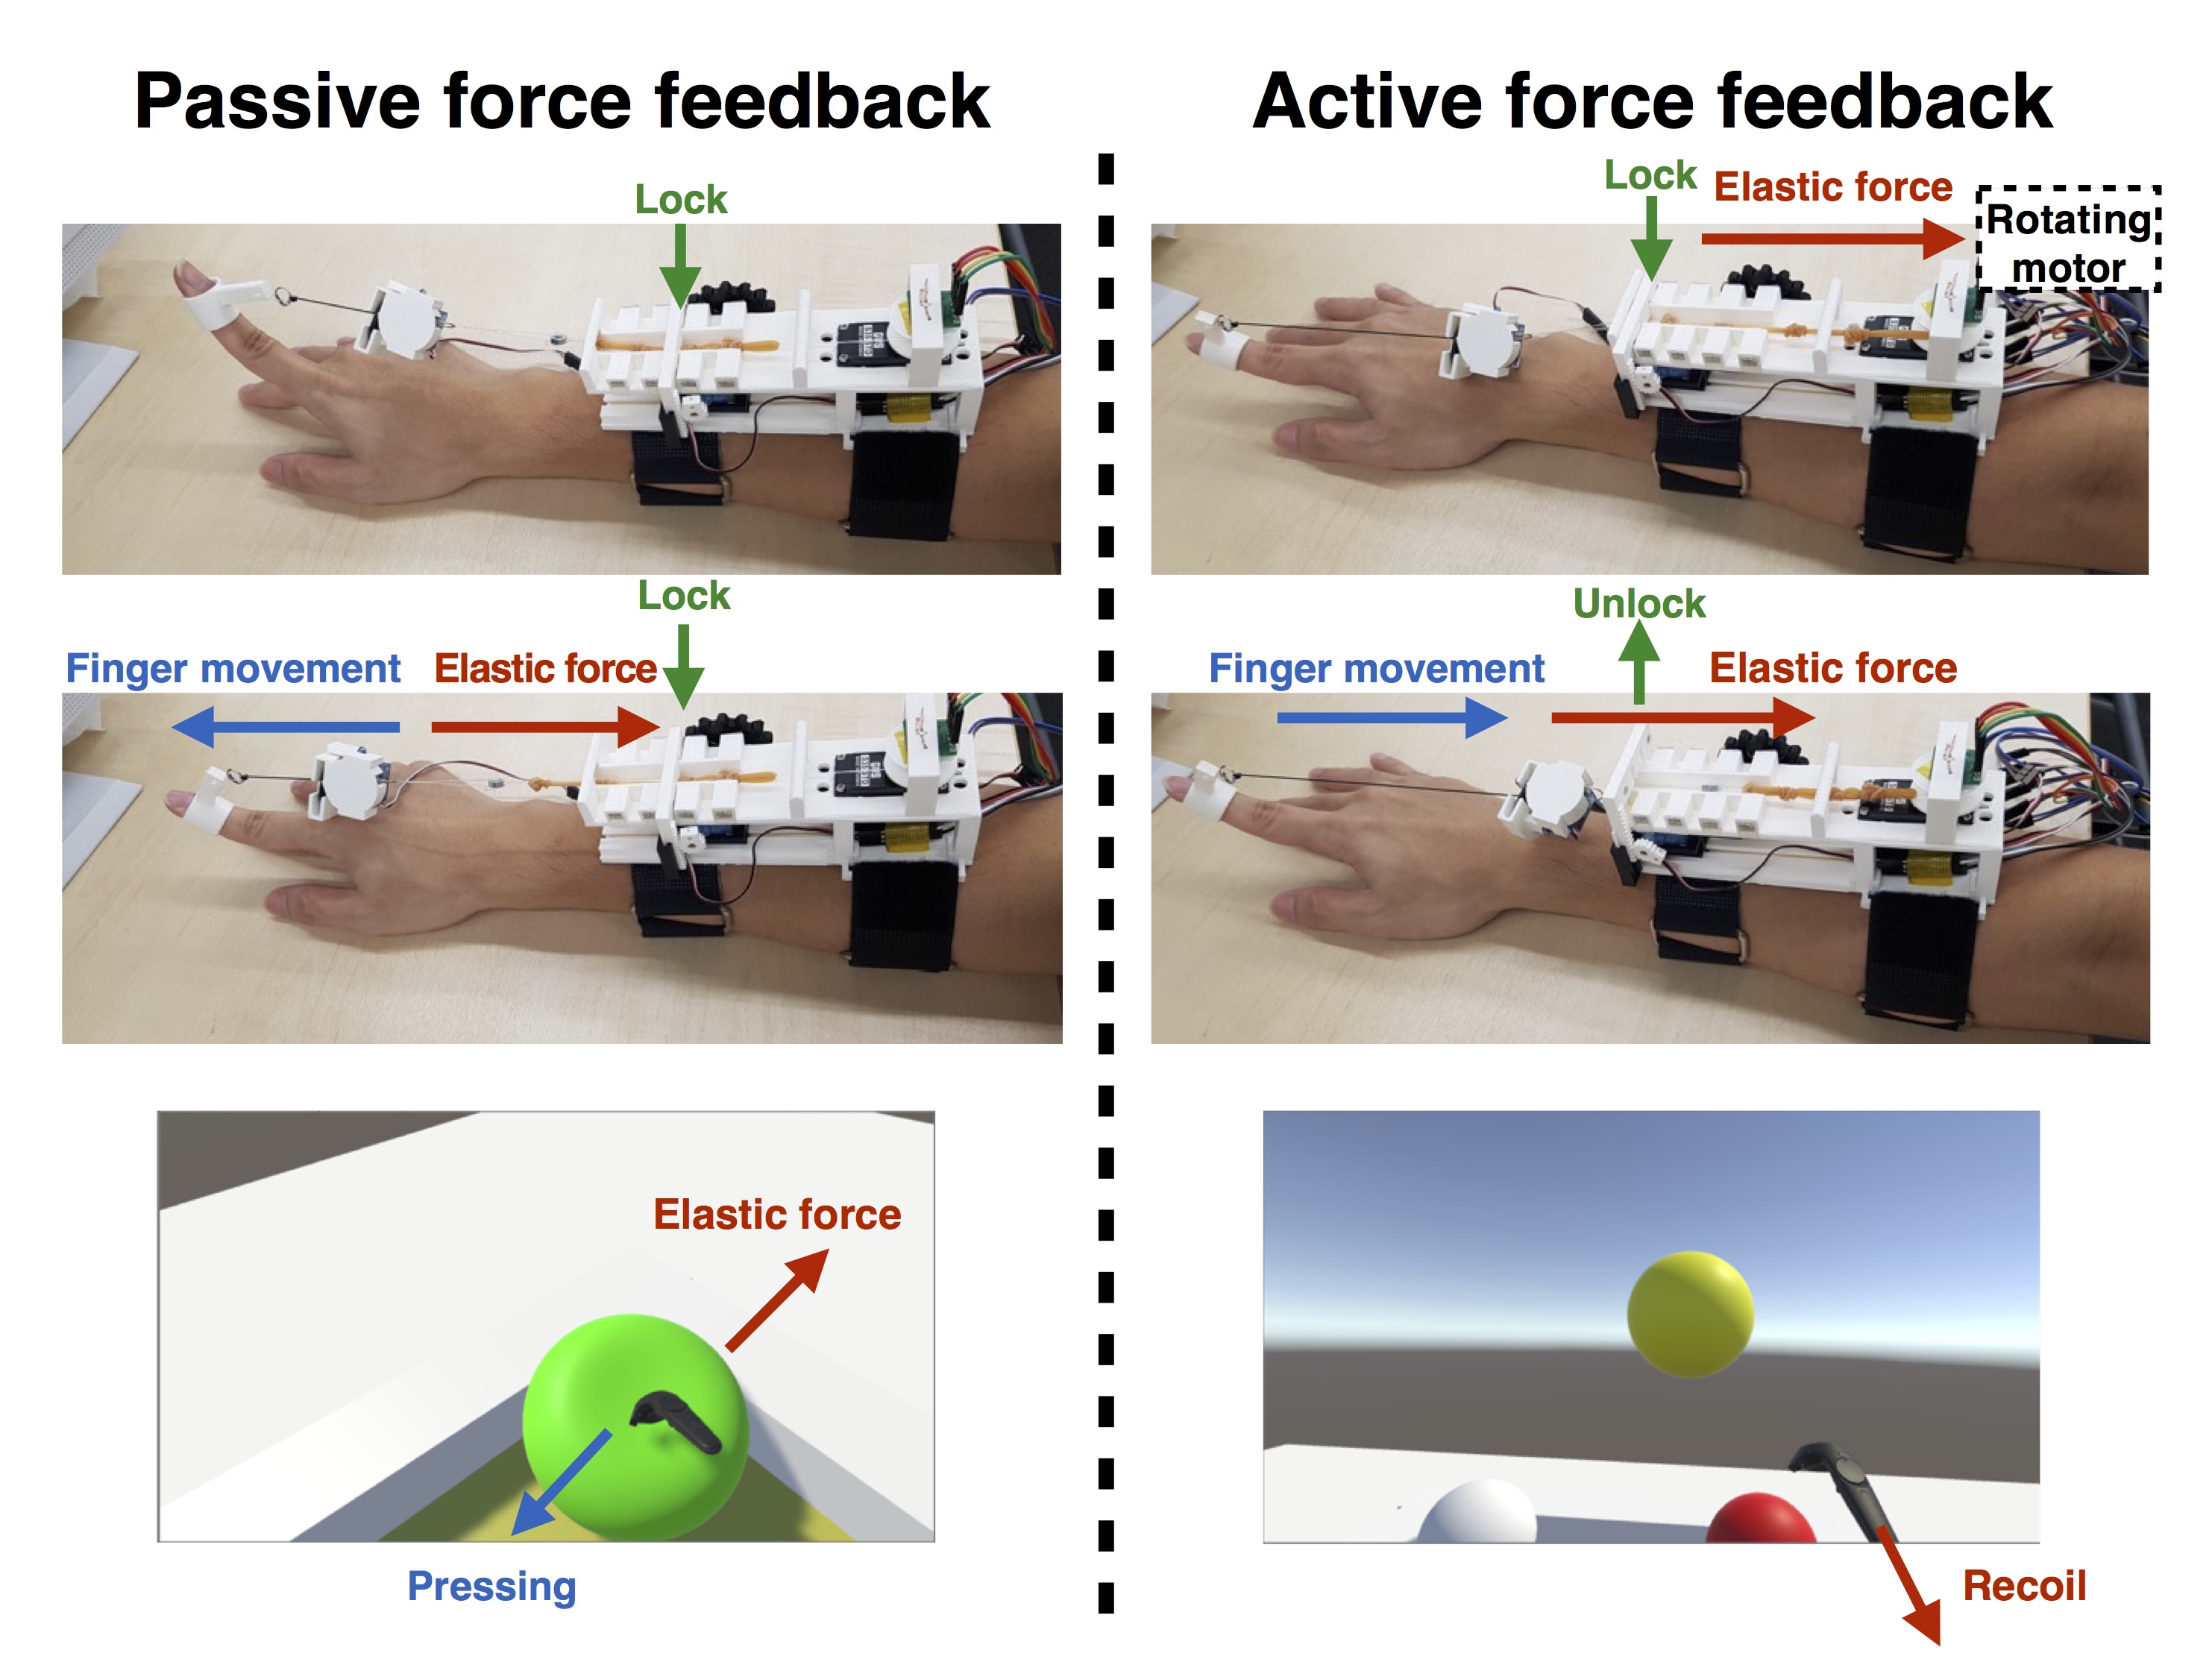 Passive force feedback
Lock
Lock
Finger movement
Elastic force
Elastic force
Pressing
Active force feedback
Lock
Elastic force
Rotating
motor
Unlock
Finger movement
Elastic force
Recoil